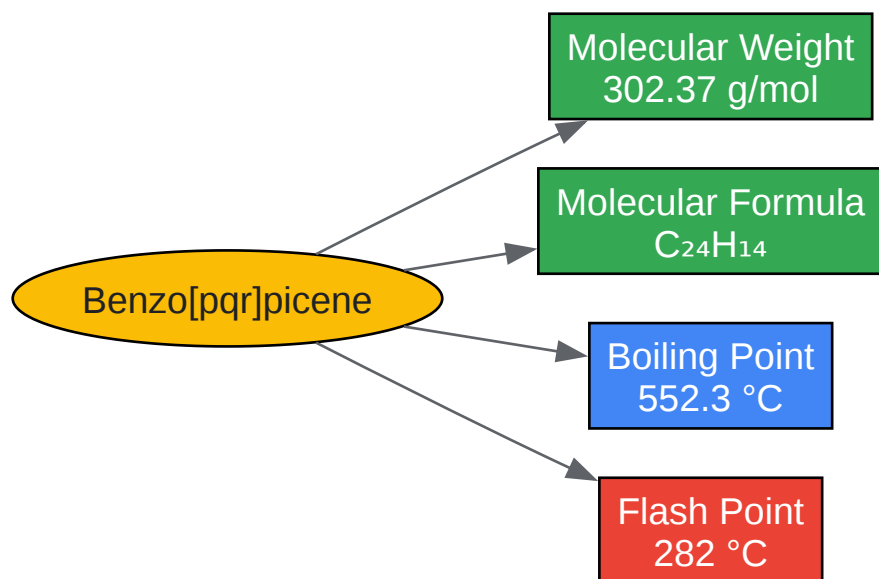 Molecular Weight
302.37 g/mol
Molecular Formula
C₂₄H₁₄
Benzo[pqr]picene
Boiling Point
552.3 °C
Flash Point
282 °C